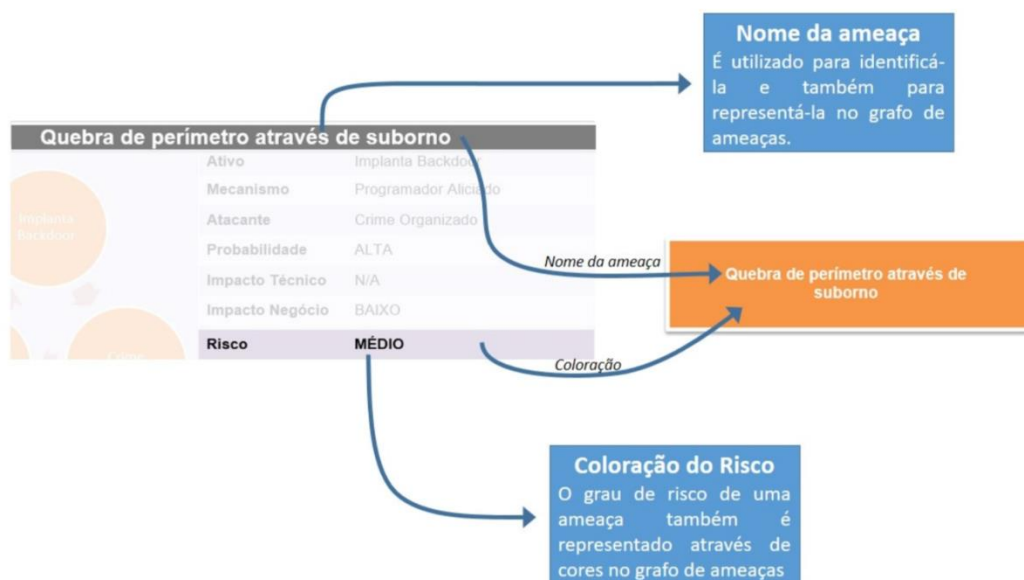 Nome da ameaça
É utilizado para identificá-
la e também para
representá-la no grafo de
ameaças.
Quebra de perímetro através de suborno
Ativo Implanta Backdoor
Mecanismo Programador Aliciado
Atacante Crime Organizado
Probabilidade ALTA
Impacto Técnico N/A
Impacto Negócio BAIXO
Risco MÉDIO
Implanta
Backdoor
Crime
Nome da ameaça
Quebra de perímetro através de
suborno
Coloração
Coloração do Risco
O grau de risco de uma
ameaça também é
representado através de
cores no grafo de ameaças